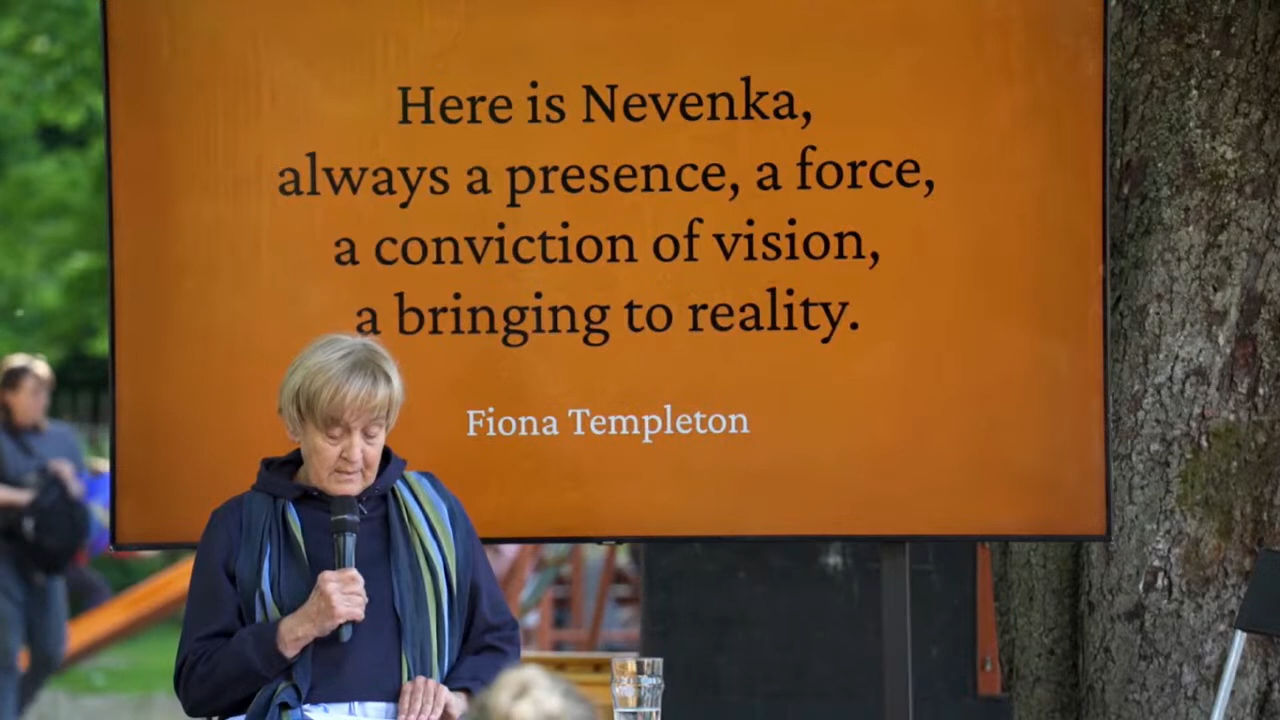 Here is Nevenka,
always a presence, a force,
a conviction of vision,
a bringing to reality.
Fiona Templeton